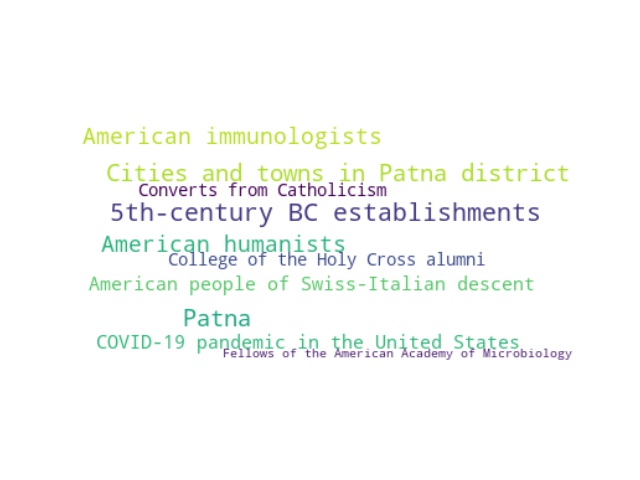 American immunologists
Cities and towns in Patna district
Converts from Catholicism
5th-century BC establishments
American humanists
College of the Holy Cross alumni
American people of Swiss-Italian descent
Patna
COVID-19 pandemic in the United States
Fellows of the American Academy of Microbiology